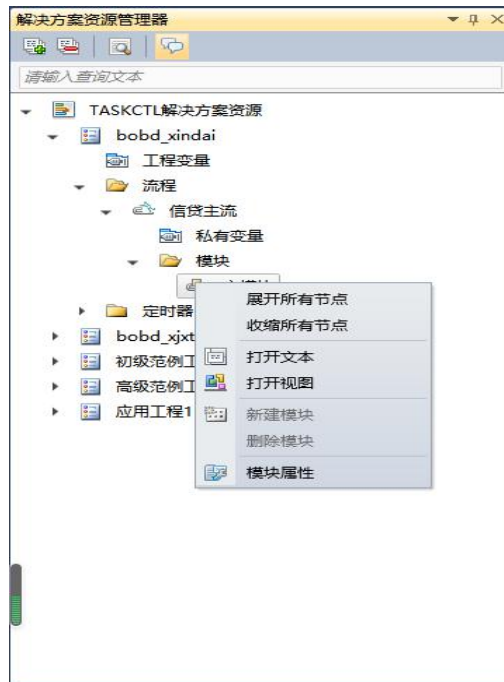 解决方案资源管理器
请输入查询文本
TASKCTL解决方案资源
bobd_xindai
工程变量
流程
信贷主流
私有变量
模块
展开所有节点
定时器
收缩所有节点
bobd_xjxt
初级范例工
打开文本
高级范例工
打开视图
应用工程1
新建模块
删除模块
模块属性